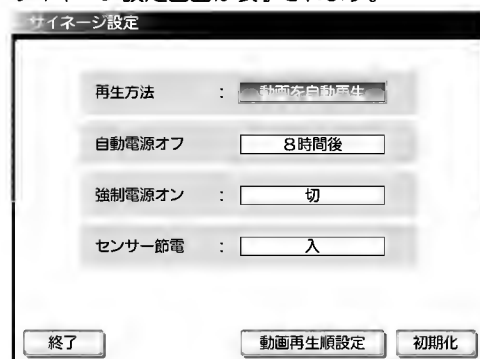 サイネージ設定
再生方法 : 動画を自動再生
自動電源オフ 8時間後
強制電源オン : 切
センサー節電 : 入
終了 動画再生順設定 初期化